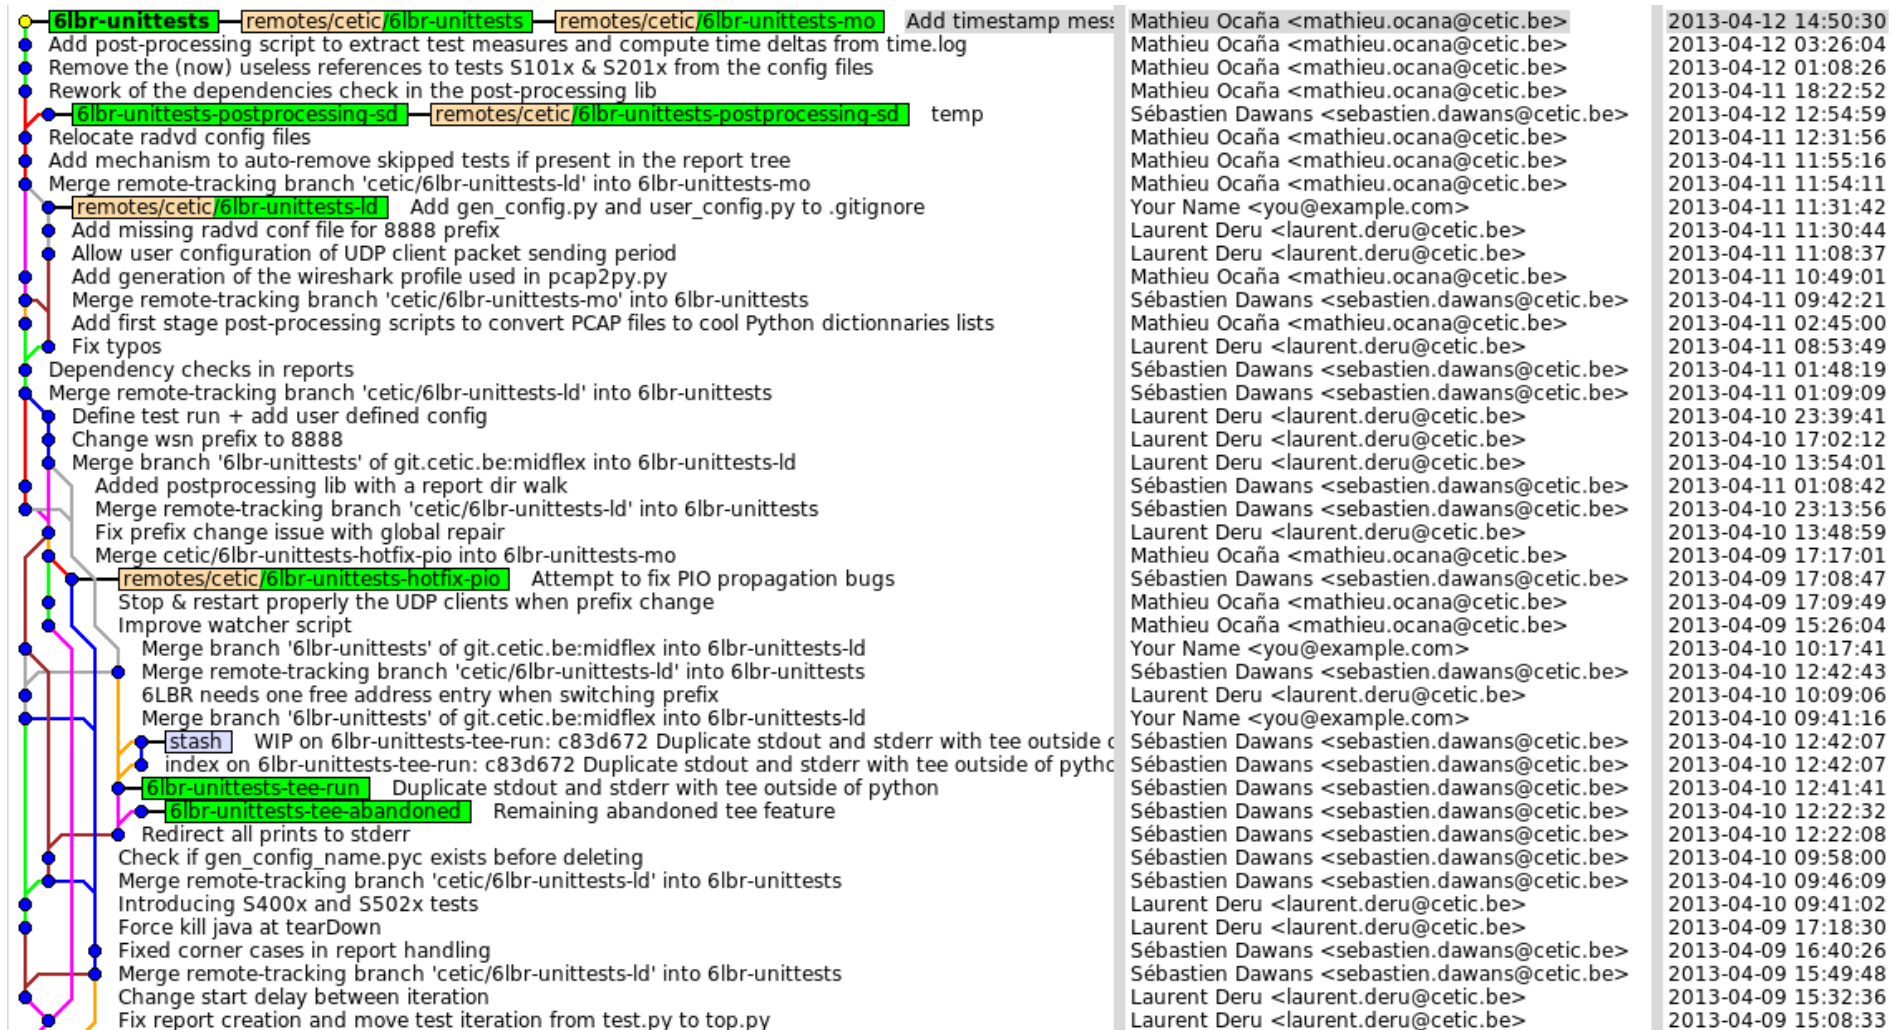 6lbr-unittests remotes/cetic/6lbr-unittests remotes/cetic/6lbr-unittests-mo Add timestamp mess Mathieu Ocaña <mathieu.ocana@cetic.be> 2013-04-12 14:50:30
Add post-processing script to extract test measures and compute time deltas from time.log Mathieu Ocaña <mathieu.ocana@cetic.be> 2013-04-12 03:26:04
Remove the (now) useless references to tests S101x & S201x from the config files Mathieu Ocaña <mathieu.ocana@cetic.be> 2013-04-12 01:08:26
Rework of the dependencies check in the post-processing lib Mathieu Ocaña <mathieu.ocana@cetic.be> 2013-04-11 18:22:52
6lbr-unittests-postprocessing-sd remotes/cetic/6lbr-unittests-postprocessing-sd temp Sébastien Dawans <sebastien.dawans@cetic.be> 2013-04-11 12:54:59
Relocate radvd config files Mathieu Ocaña <mathieu.ocana@cetic.be> 2013-04-11 12:31:56
Add mechanism to auto-remove skipped tests if present in the report tree Mathieu Ocaña <mathieu.ocana@cetic.be> 2013-04-11 11:55:16
Merge remote-tracking branch 'cetic/6lbr-unittests-ld' into 6lbr-unittests-mo Mathieu Ocaña <mathieu.ocana@cetic.be> 2013-04-11 11:54:11
remotes/cetic/6lbr-unittests-ld Add gen_config.py and user_config.py to .gitignore Your Name <you@example.com> 2013-04-11 11:31:42
Add missing radvd conf file for 8888 prefix Laurent Deru <laurent.deru@cetic.be> 2013-04-11 11:30:44
Allow user configuration of UDP client packet sending period Laurent Deru <laurent.deru@cetic.be> 2013-04-11 11:08:37
Add generation of the wireshark profile used in pcap2py.py Mathieu Ocaña <mathieu.ocana@cetic.be> 2013-04-11 10:49:01
Merge remote-tracking branch 'cetic/6lbr-unittests-mo' into 6lbr-unittests Sébastien Dawans <sebastien.dawans@cetic.be> 2013-04-11 09:42:21
Add first stage post-processing scripts to convert PCAP files to cool Python dictionnaries lists Mathieu Ocaña <mathieu.ocana@cetic.be> 2013-04-11 02:45:00
Fix typos Laurent Deru <laurent.deru@cetic.be> 2013-04-11 08:53:49
Dependency checks in reports Sébastien Dawans <sebastien.dawans@cetic.be> 2013-04-11 01:48:19
Merge remote-tracking branch 'cetic/6lbr-unittests-ld' into 6lbr-unittests Sébastien Dawans <sebastien.dawans@cetic.be> 2013-04-11 01:09:09
Define test run + add user defined config Laurent Deru <laurent.deru@cetic.be> 2013-04-10 23:39:41
Change wsn prefix to 8888 Laurent Deru <laurent.deru@cetic.be> 2013-04-10 17:02:12
Merge branch '6lbr-unittests' of git.cetic.be:midflex into 6lbr-unittests-ld Laurent Deru <laurent.deru@cetic.be> 2013-04-10 13:54:01
Added postprocessing lib with a report dir walk Sébastien Dawans <sebastien.dawans@cetic.be> 2013-04-11 01:08:42
Merge remote-tracking branch 'cetic/6lbr-unittests-ld' into 6lbr-unittests Sébastien Dawans <sebastien.dawans@cetic.be> 2013-04-10 23:13:56
Fix prefix change issue with global repair Laurent Deru <laurent.deru@cetic.be> 2013-04-10 13:48:59
Merge cetic/6lbr-unittests-hotfix-pio into 6lbr-unittests-mo Mathieu Ocaña <mathieu.ocana@cetic.be> 2013-04-09 17:17:01
remotes/cetic/6lbr-unittests-hotfix-pio Attempt to fix PIO propagation bugs Sébastien Dawans <sebastien.dawans@cetic.be> 2013-04-09 17:08:47
Stop & restart properly the UDP clients when prefix change Mathieu Ocaña <mathieu.ocana@cetic.be> 2013-04-09 17:09:49
Improve watcher script Mathieu Ocaña <mathieu.ocana@cetic.be> 2013-04-09 15:26:04
Merge branch '6lbr-unittests' of git.cetic.be:midflex into 6lbr-unittests-ld Your Name <you@example.com> 2013-04-10 10:17:41
Merge remote-tracking branch 'cetic/6lbr-unittests-ld' into 6lbr-unittests Sébastien Dawans <sebastien.dawans@cetic.be> 2013-04-10 12:42:43
6LBR needs one free address entry when switching prefix Laurent Deru <laurent.deru@cetic.be> 2013-04-10 10:09:06
Merge branch '6lbr-unittests' of git.cetic.be:midflex into 6lbr-unittests-ld Your Name <you@example.com> 2013-04-10 09:41:16
stash WIP on 6lbr-unittests-tee-run: c83d672 Duplicate stdout and stderr with tee outside o Sébastien Dawans <sebastien.dawans@cetic.be> 2013-04-10 12:42:07
index on 6lbr-unittests-tee-run: c83d672 Duplicate stdout and stderr with tee outside of pytho Sébastien Dawans <sebastien.dawans@cetic.be> 2013-04-10 12:42:07
6lbr-unittests-tee-run Duplicate stdout and stderr with tee outside of python Sébastien Dawans <sebastien.dawans@cetic.be> 2013-04-10 12:41:41
6lbr-unittests-tee-abandoned Remaining abandoned tee feature Sébastien Dawans <sebastien.dawans@cetic.be> 2013-04-10 12:22:32
Redirect all prints to stderr Sébastien Dawans <sebastien.dawans@cetic.be> 2013-04-10 12:22:08
Check if gen_config_name.pyc exists before deleting Sébastien Dawans <sebastien.dawans@cetic.be> 2013-04-10 09:58:00
Merge remote-tracking branch 'cetic/6lbr-unittests-ld' into 6lbr-unittests Sébastien Dawans <sebastien.dawans@cetic.be> 2013-04-10 09:46:09
Introducing S400x and S502x tests Laurent Deru <laurent.deru@cetic.be> 2013-04-10 09:41:02
Force kill java at tearDown Laurent Deru <laurent.deru@cetic.be> 2013-04-09 17:18:30
Fixed corner cases in report handling Sébastien Dawans <sebastien.dawans@cetic.be> 2013-04-09 16:40:26
Merge remote-tracking branch 'cetic/6lbr-unittests-ld' into 6lbr-unittests Sébastien Dawans <sebastien.dawans@cetic.be> 2013-04-09 15:49:48
Change start delay between iteration Laurent Deru <laurent.deru@cetic.be> 2013-04-09 15:32:36
Fix report creation and move test iteration from test.py to top.py Laurent Deru <laurent.deru@cetic.be> 2013-04-09 15:08:33